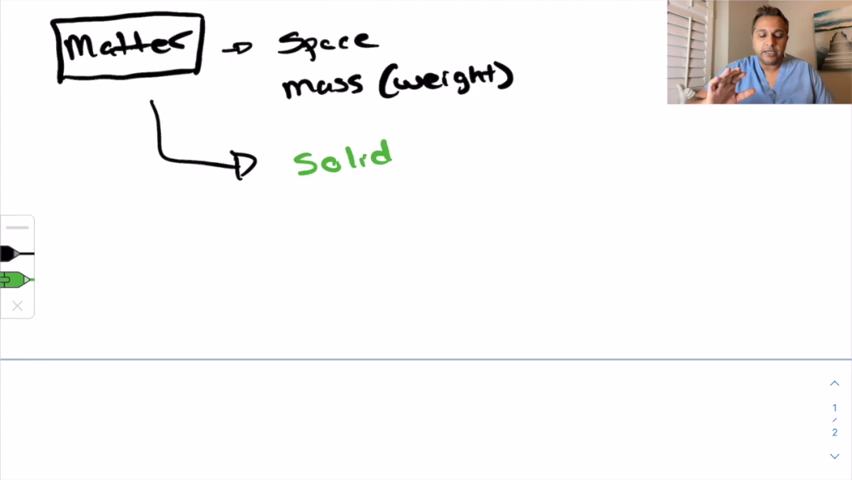 Matter → Space
mass (weight)
Solid
1
/
2